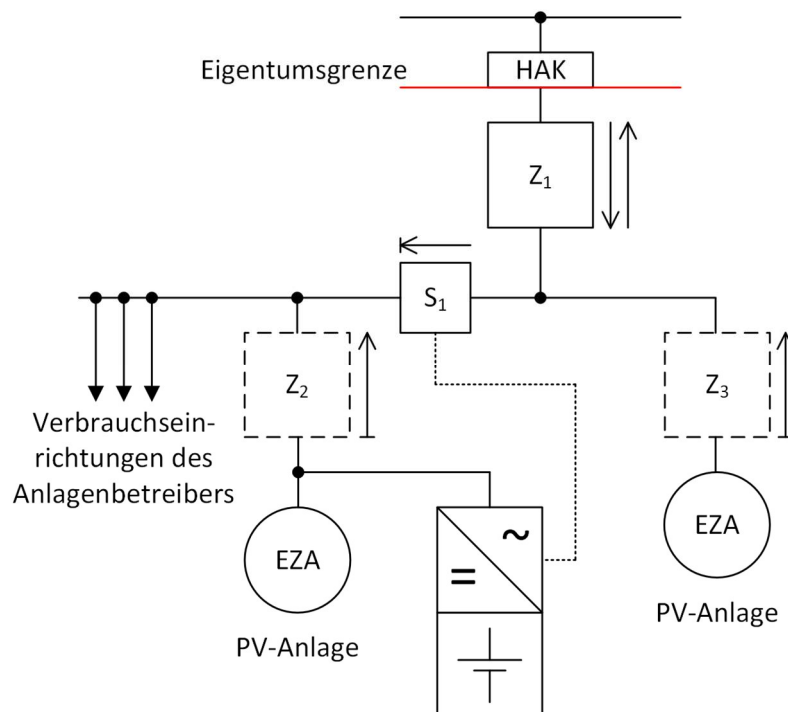 Eigentumsgrenze
HAK
Z1
S1
Z2
Z3
Verbrauchsein-
richtungen des
Anlagenbetreibers
EZA
EZA
~
=
PV-Anlage
PV-Anlage